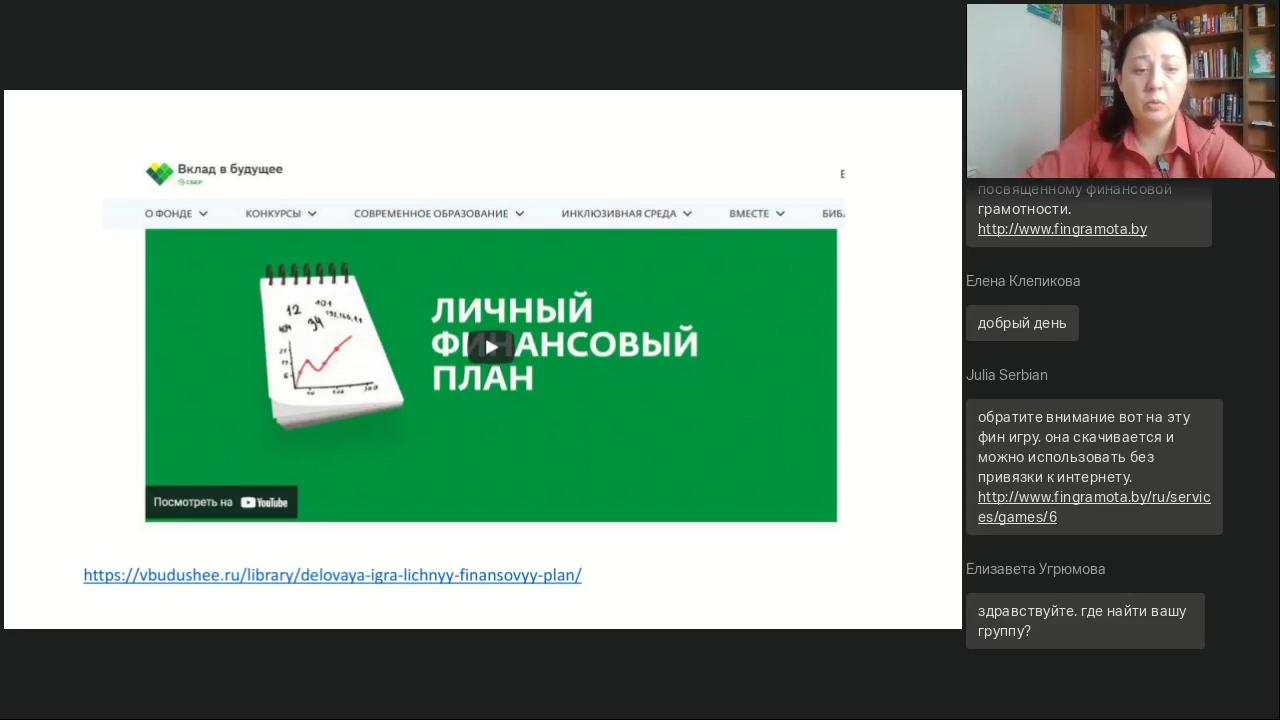 Вклад в будущее
СБЕР
О ФОНДЕ
КОНКУРСЫ
СОВРЕМЕННОЕ ОБРАЗОВАНИЕ
ИНКЛЮЗИВНАЯ СРЕДА
ВМЕСТЕ
ЛИЧНЫЙ
ФИНАНСОВЫЙ
ПЛАН
12
34
Посмотреть на YouTube
https://vbudushee.ru/library/delovaya-igra-lichnyy-finansovyy-plan/
посвященному финансовой
грамотности.
http://www.fingramota.by
Елена Клепикова
добрый день
Julia Serbian
обратите внимание вот на эту
фин игру. она скачивается и
можно использовать без
привязки к интернету.
http://www.fingramota.by/ru/servic
es/games/6
Елизавета Угрюмова
здравствуйте. где найти вашу
группу?